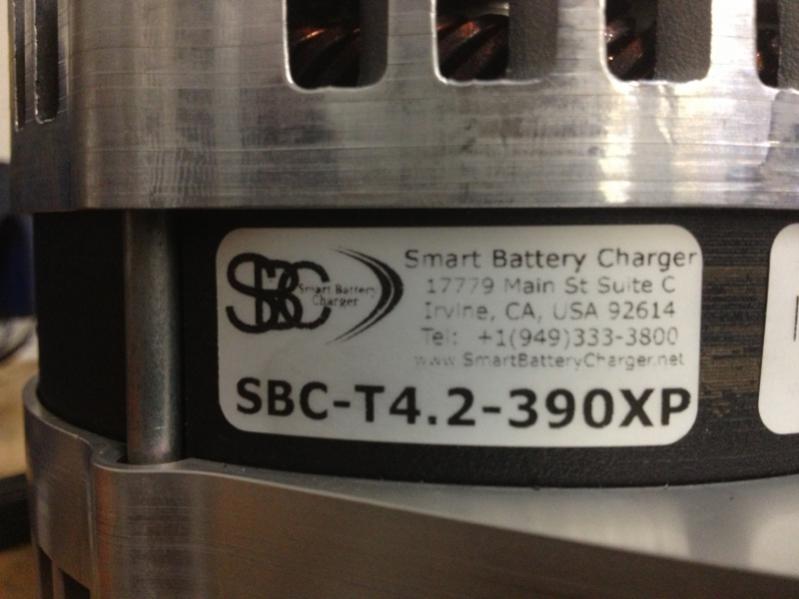 SBC
Smart Battery
Charger
Smart Battery Charger
17779 Main St Suite C
Irvine, CA, USA 92614
Tel: +1(949)333-3800
www.SmartBatteryCharger.net
SBC-T4.2-390XP